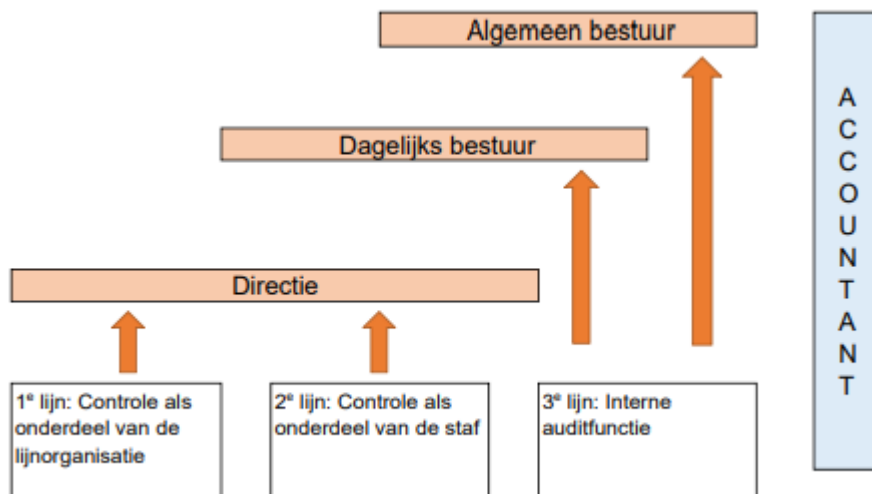 Algemeen bestuur
Dagelijks bestuur
Directie
1e lijn: Controle als
onderdeel van de
lijnorganisatie
2e lijn: Controle als
onderdeel van de staf
3e lijn: Interne
auditfunctie
A
C
C
O
U
N
T
A
N
T